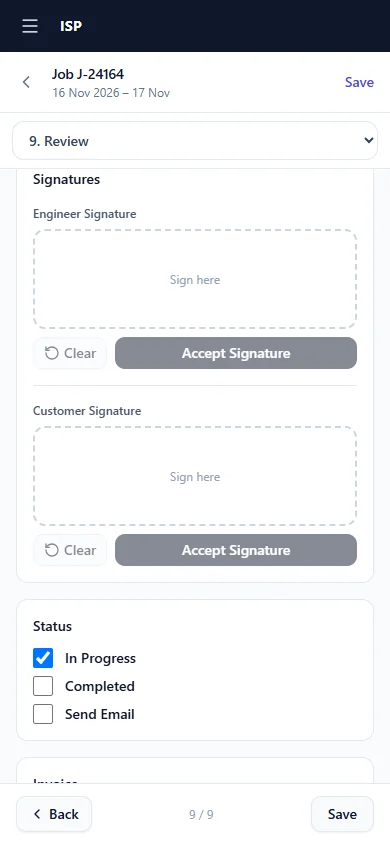 ISP
Job J-24164
Save
16 Nov 2026 – 17 Nov
9. Review
Signatures
Engineer Signature
Sign here
Clear
Accept Signature
Customer Signature
Sign here
Clear
Accept Signature
Status
In Progress
Completed
Send Email
Invoice
Back
9 / 9
Save